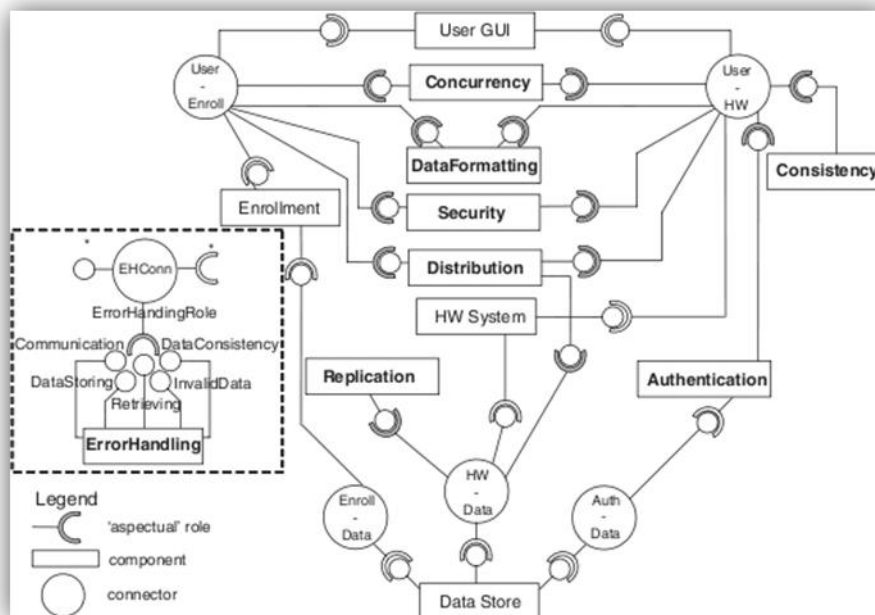 User GUI
User
-
Enroll
Concurrency
User
-
HW
DataFormatting
Consistency
Enrollment
Security
Distribution
*
*
EHConn
ErrorHandingRole
HW System
Communication
DataConsistency
DataStoring
InvalidData
Retrieving
ErrorHandling
Replication
Authentication
HW
-
Data
Enroll
-
Data
Auth
-
Data
Data Store
Legend
'aspectual' role
component
connector